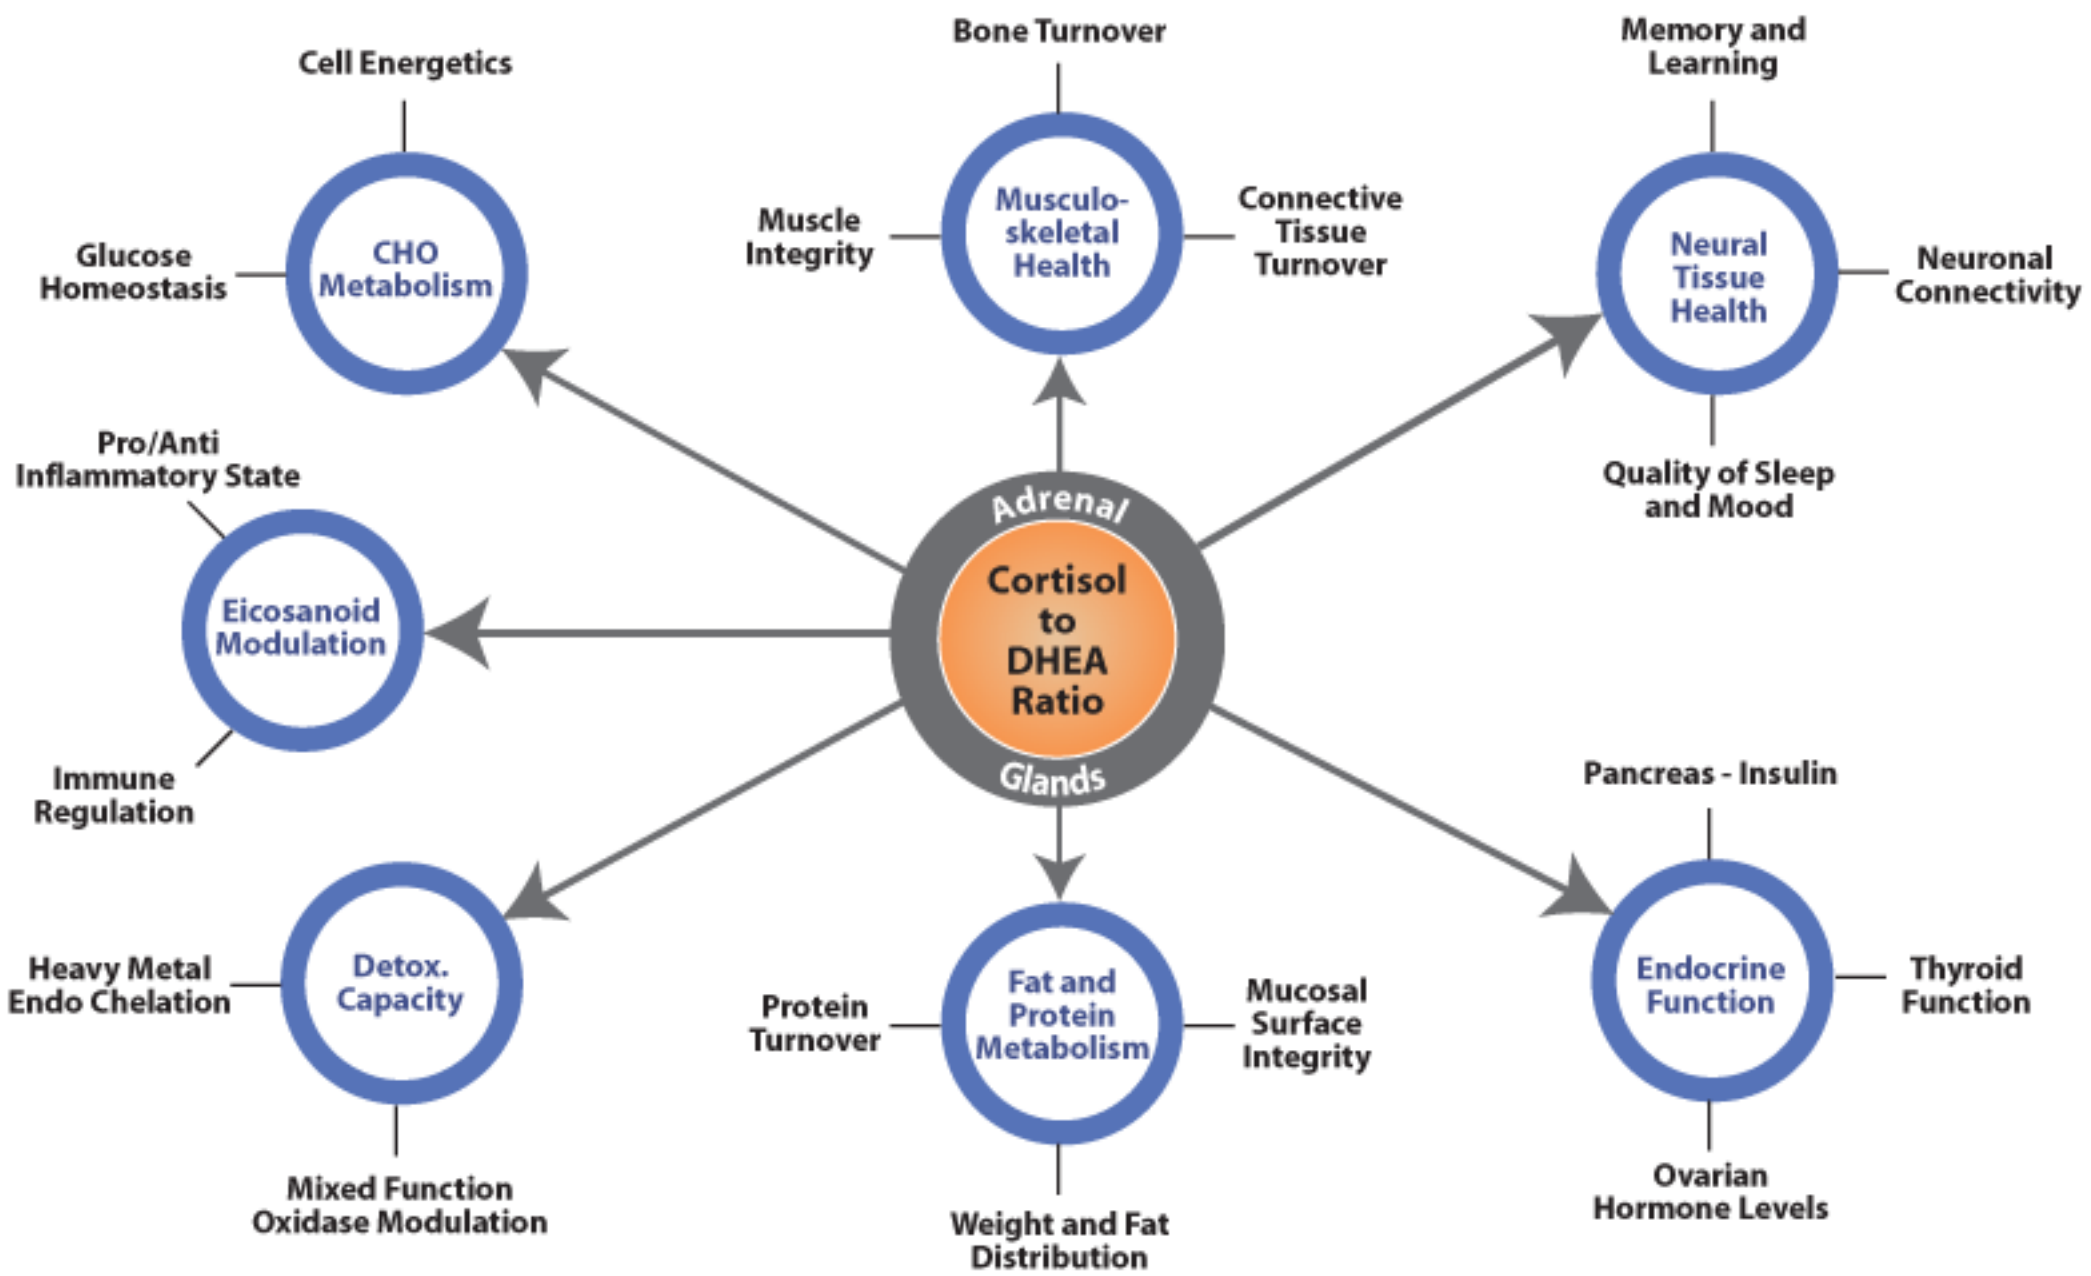 Bone Turnover
Memory and
Learning
Cell Energetics
Musculo-
skeletal
Health
Muscle
Integrity
Connective
Tissue
Turnover
CHO
Metabolism
Glucose
Homeostasis
Neural
Tissue
Health
Neuronal
Connectivity
Pro/Anti
Inflammatory State
Quality of Sleep
and Mood
Adrenal
Cortisol
to
DHEA
Ratio
Glands
Eicosanoid
Modulation
Immune
Regulation
Pancreas - Insulin
Heavy Metal
Endo Chelation
Detox.
Capacity
Protein
Turnover
Fat and
Protein
Metabolism
Mucosal
Surface
Integrity
Endocrine
Function
Thyroid
Function
Mixed Function
Oxidase Modulation
Weight and Fat
Distribution
Ovarian
Hormone Levels